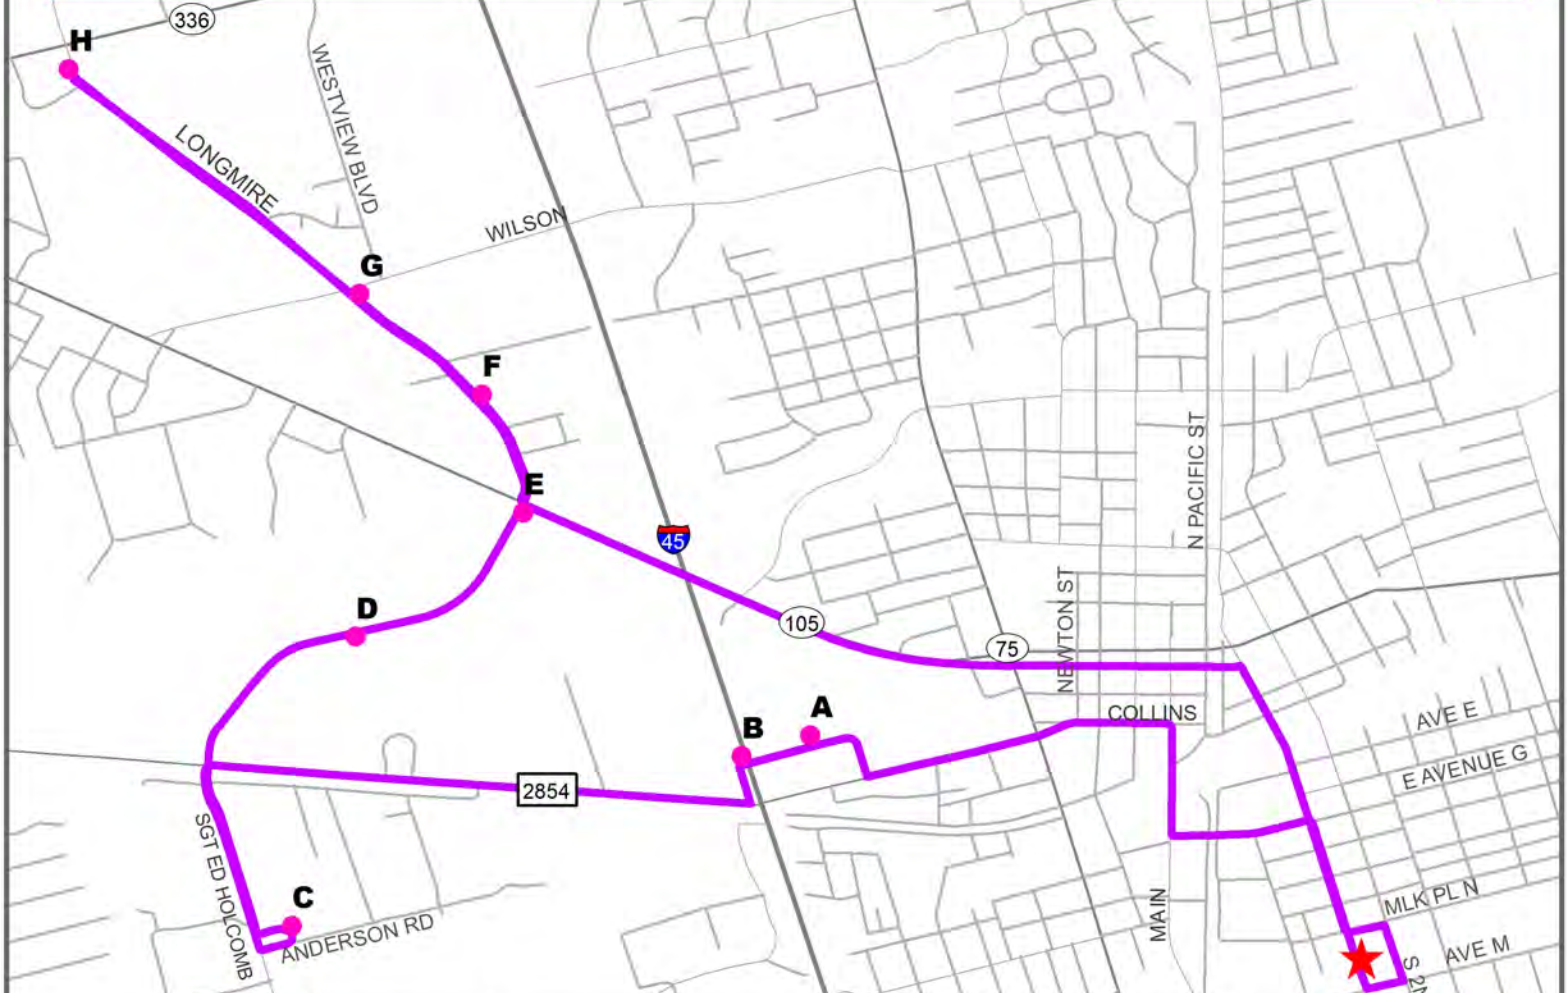 336
H
WESTVIEW BLVD
LONGMIRE
WILSON
G
F
N PACIFIC ST
E
45
NEWTON ST
D
105
75
A
COLLINS
AVE E
B
E AVENUE G
2854
SGT ED HOLCOMB
C
MLK PL N
MAIN
ANDERSON RD
AVE M
S 2N